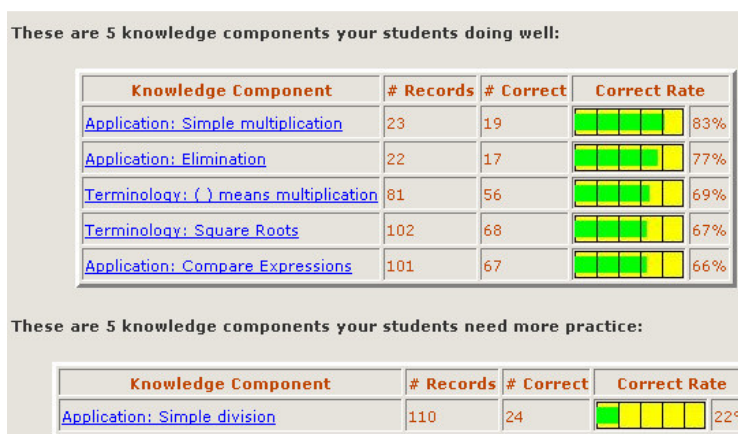 These are 5 knowledge components your students doing well:
Knowledge Component # Records # Correct Correct Rate
Application: Simple multiplication 23 19 83%
Application: Elimination 22 17 77%
Terminology: ( ) means multiplication 81 56 69%
Terminology: Square Roots 102 68 67%
Application: Compare Expressions 101 67 66%
These are 5 knowledge components your students need more practice:
Knowledge Component # Records # Correct Correct Rate
Application: Simple division 110 24 22%